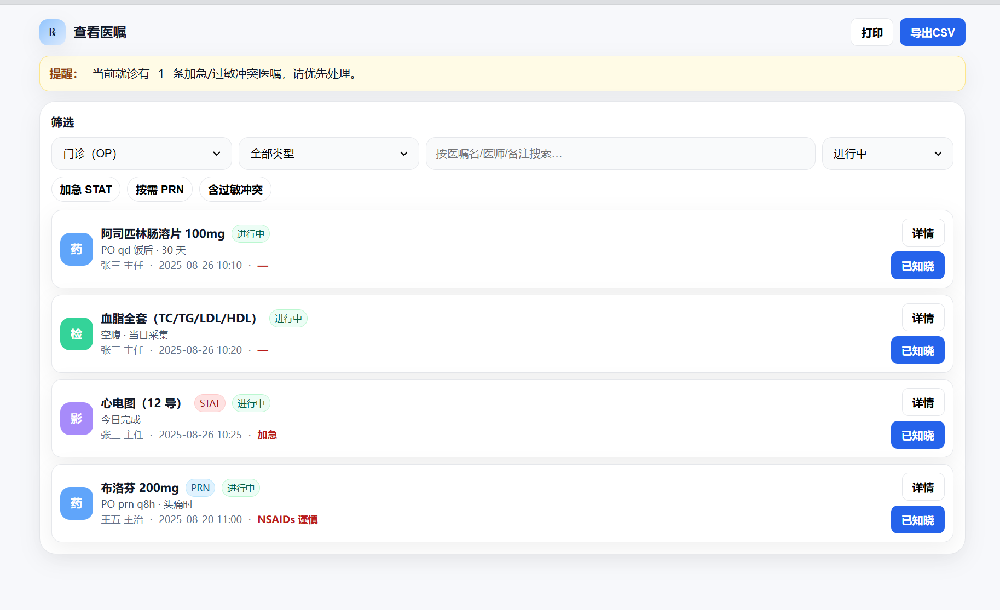 ℞ 查看医嘱 打印 导出CSV
提醒： 当前就诊有 1 条加急/过敏冲突医嘱，请优先处理。
筛选
门诊（OP） 全部类型 按医嘱名/医师/备注搜索… 进行中
加急 STAT 按需 PRN 含过敏冲突
药
阿司匹林肠溶片 100mg 进行中
PO qd 饭后 · 30 天
张三 主任 · 2025-08-26 10:10 · —
详情
已知晓
检
血脂全套（TC/TG/LDL/HDL） 进行中
空腹 · 当日采集
张三 主任 · 2025-08-26 10:20 · —
详情
已知晓
影
心电图（12 导） STAT 进行中
今日完成
张三 主任 · 2025-08-26 10:25 · 加急
详情
已知晓
药
布洛芬 200mg PRN 进行中
PO prn q8h · 头痛时
王五 主治 · 2025-08-20 11:00 · NSAIDs 谨慎
详情
已知晓